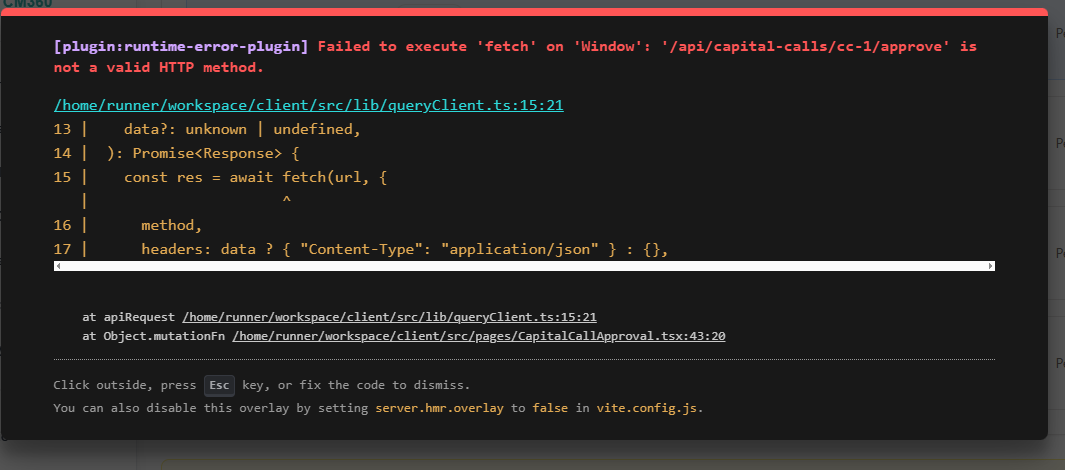 CM360
[plugin:runtime-error-plugin] Failed to execute 'fetch' on 'Window': '/api/capital-calls/cc-1/approve' is
not a valid HTTP method.
/home/runner/workspace/client/src/lib/queryClient.ts:15:21
13 |    data?: unknown | undefined,
14 |  ): Promise<Response> {
15 |    const res = await fetch(url, {
   |                      ^
16 |      method,
17 |      headers: data ? { "Content-Type": "application/json" } : {},
at apiRequest /home/runner/workspace/client/src/lib/queryClient.ts:15:21
at Object.mutationFn /home/runner/workspace/client/src/pages/CapitalCallApproval.tsx:43:20
Click outside, press Esc key, or fix the code to dismiss.
You can also disable this overlay by setting server.hmr.overlay to false in vite.config.js.